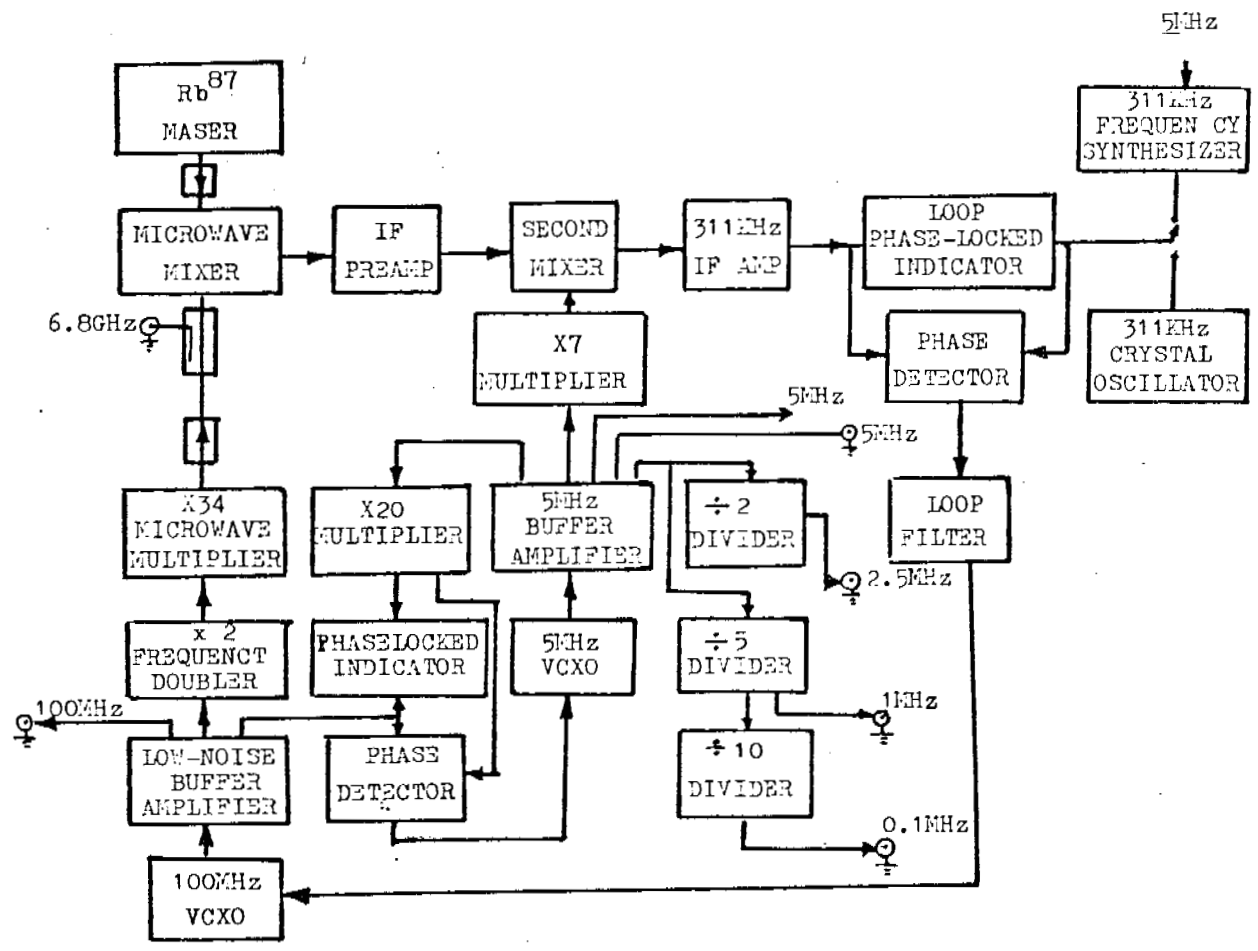 5MHz
Rb87
MASER
311KHz
FREQUEN CY
SYNTHESIZER
MICROWAVE
MIXER
IF
PREAMP
SECOND
MIXER
311KHz
IF AMP
LOOP
PHASE-LOCKED
INDICATOR
6.8GHz
X7
MULTIPLIER
PHASE
DETECTOR
311KHz
CRYSTAL
OSCILLATOR
5MHz
5MHz
X34
MICROWAVE
MULTIPLIER
X20
MULTIPLIER
5MHz
BUFFER
AMPLIFIER
÷2
DIVIDER
LOOP
FILTER
2.5MHz
x 2
FREQUENCT
DOUBLER
PHASELOCKED
INDICATOR
5MHz
VCXO
÷5
DIVIDER
100MHz
1MHz
LOW-NOISE
BUFFER
AMPLIFIER
PHASE
DETECTOR
÷10
DIVIDER
0.1MHz
100MHz
VCXO